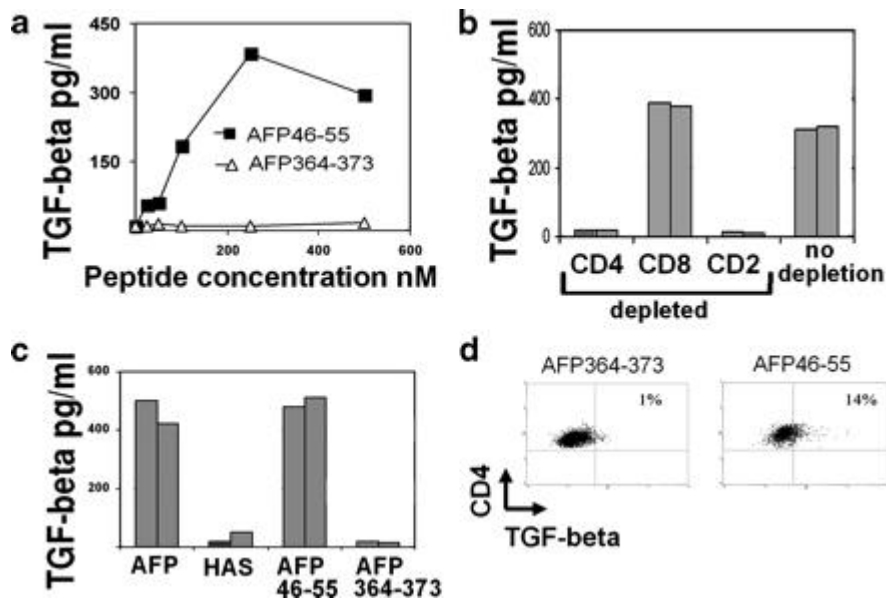 a
TGF-beta pg/ml
450
300
150
AFP46-55
AFP364-373
200 400 600
Peptide concentration nM
b
TGF-beta pg/ml
600
400
200
0
CD4 CD8 CD2 no
depletion
depleted
c
TGF-beta pg/ml
600
400
200
AFP HAS AFP AFP
46-55 364-373
d
AFP364-373 AFP46-55
1% 14%
CD4
TGF-beta